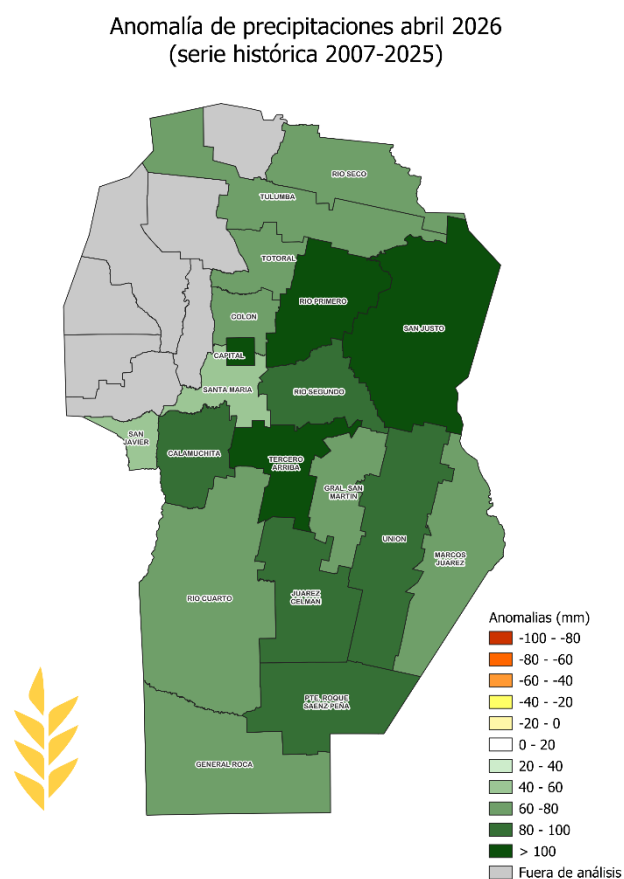 Anomalía de precipitaciones abril 2026
(serie histórica 2007-2025)
RIO SECO
TULUMBA
TOTORAL
RIO PRIMERO
COLON
SAN JUSTO
CAPITAL
SANTA MARIA
RIO SEGUNDO
SAN
JAVIER
CALAMUCHITA
TERCERO
ARRIBA
GRAL. SAN
MARTIN
UNION
MARCOS
JUAREZ
RIO CUARTO
JUAREZ
CELMAN
PTE. ROQUE
SAENZ PEÑA
GENERAL ROCA
Anomalias (mm)
-100 - -80
-80 - -60
-60 - -40
-40 - -20
-20 - 0
0 - 20
20 - 40
40 - 60
60 -80
80 - 100
> 100
Fuera de análisis